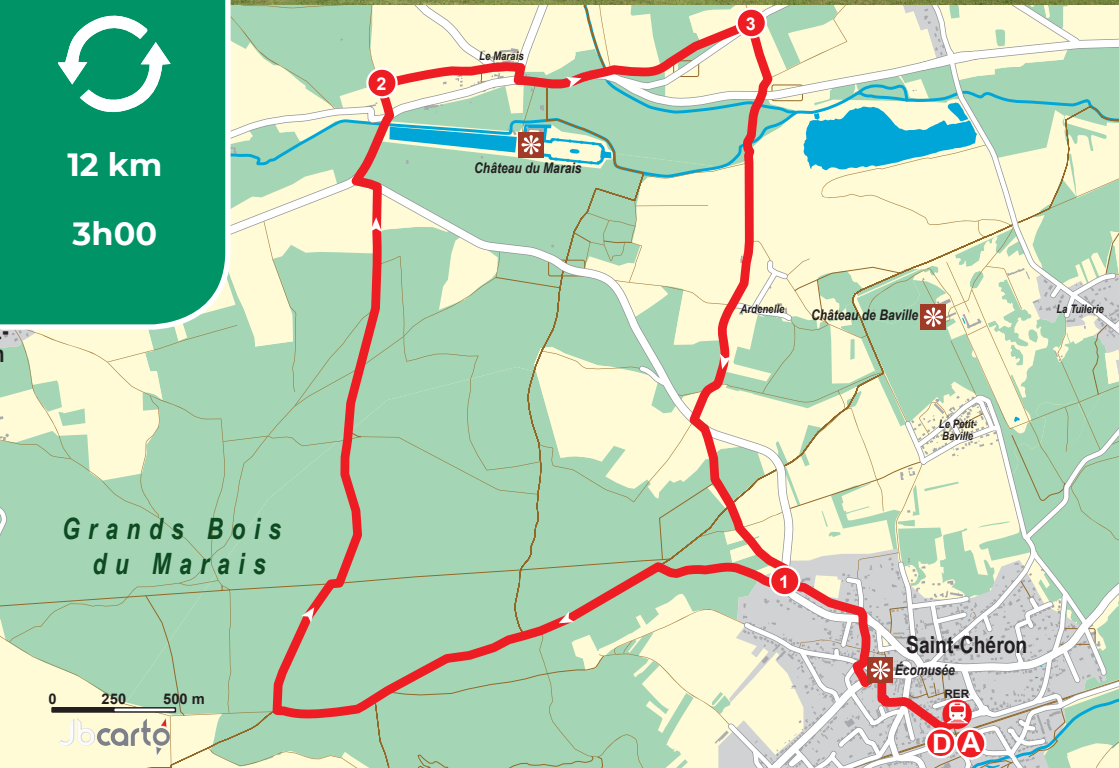 12 km
3h00
3
2
Le Marais
Château du Marais
Ardenelle
Château de Baville
La Tuilerie
Le Petit-
Baville
Grands Bois
du Marais
1
Saint-Chéron
Écomusée
RER
D A
0 250 500 m
Jbcarto